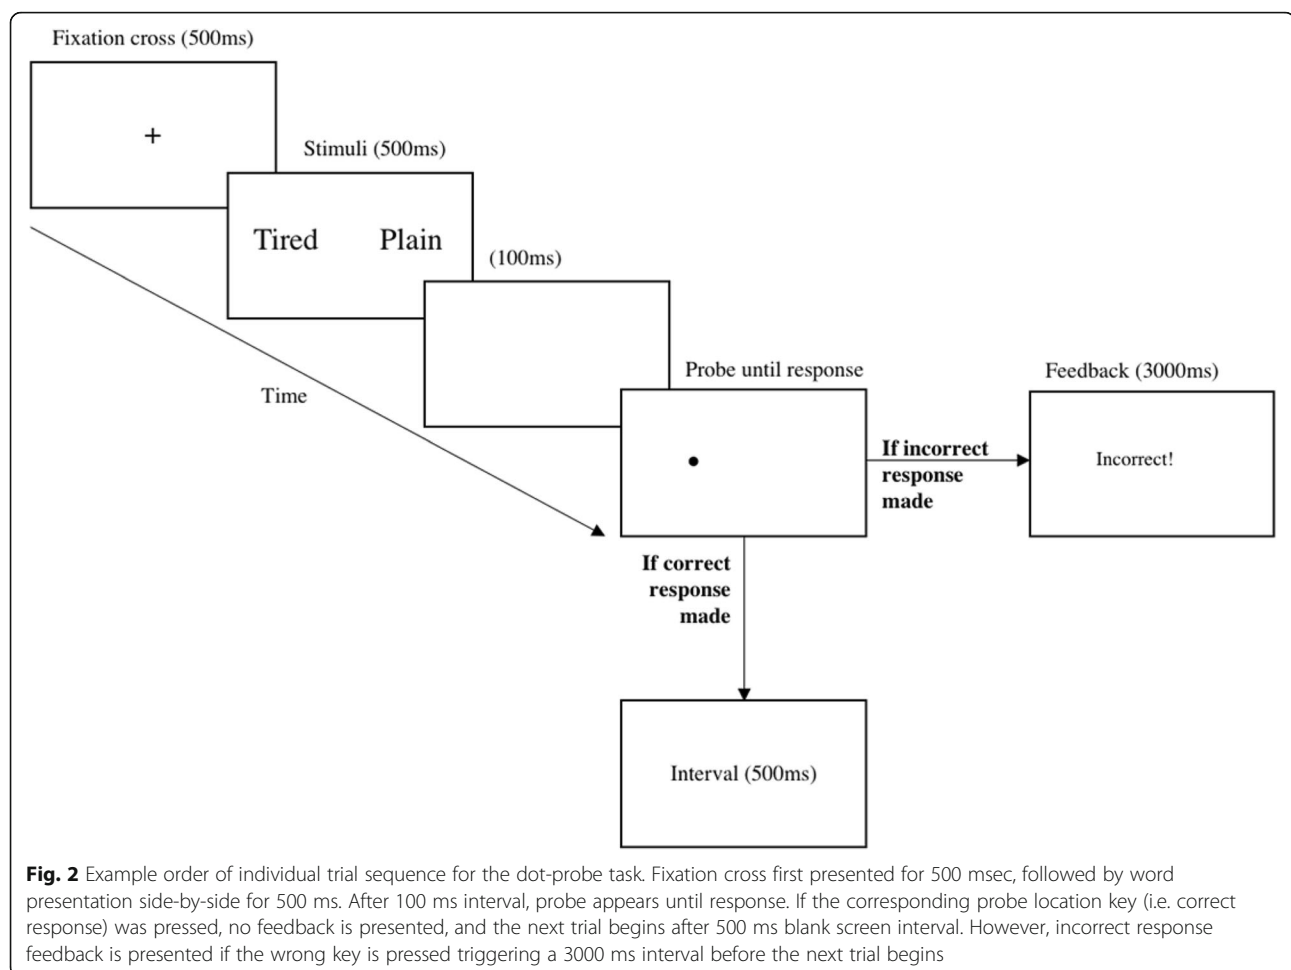 Fixation cross (500ms)
+
Stimuli (500ms)
Tired Plain
(100ms)
Time
Probe until response
If incorrect
response
made
Feedback (3000ms)
Incorrect!
If correct
response
made
Interval (500ms)
Fig. 2 Example order of individual trial sequence for the dot-probe task. Fixation cross first presented for 500 msec, followed by word
presentation side-by-side for 500 ms. After 100 ms interval, probe appears until response. If the corresponding probe location key (i.e. correct
response) was pressed, no feedback is presented, and the next trial begins after 500 ms blank screen interval. However, incorrect response
feedback is presented if the wrong key is pressed triggering a 3000 ms interval before the next trial begins